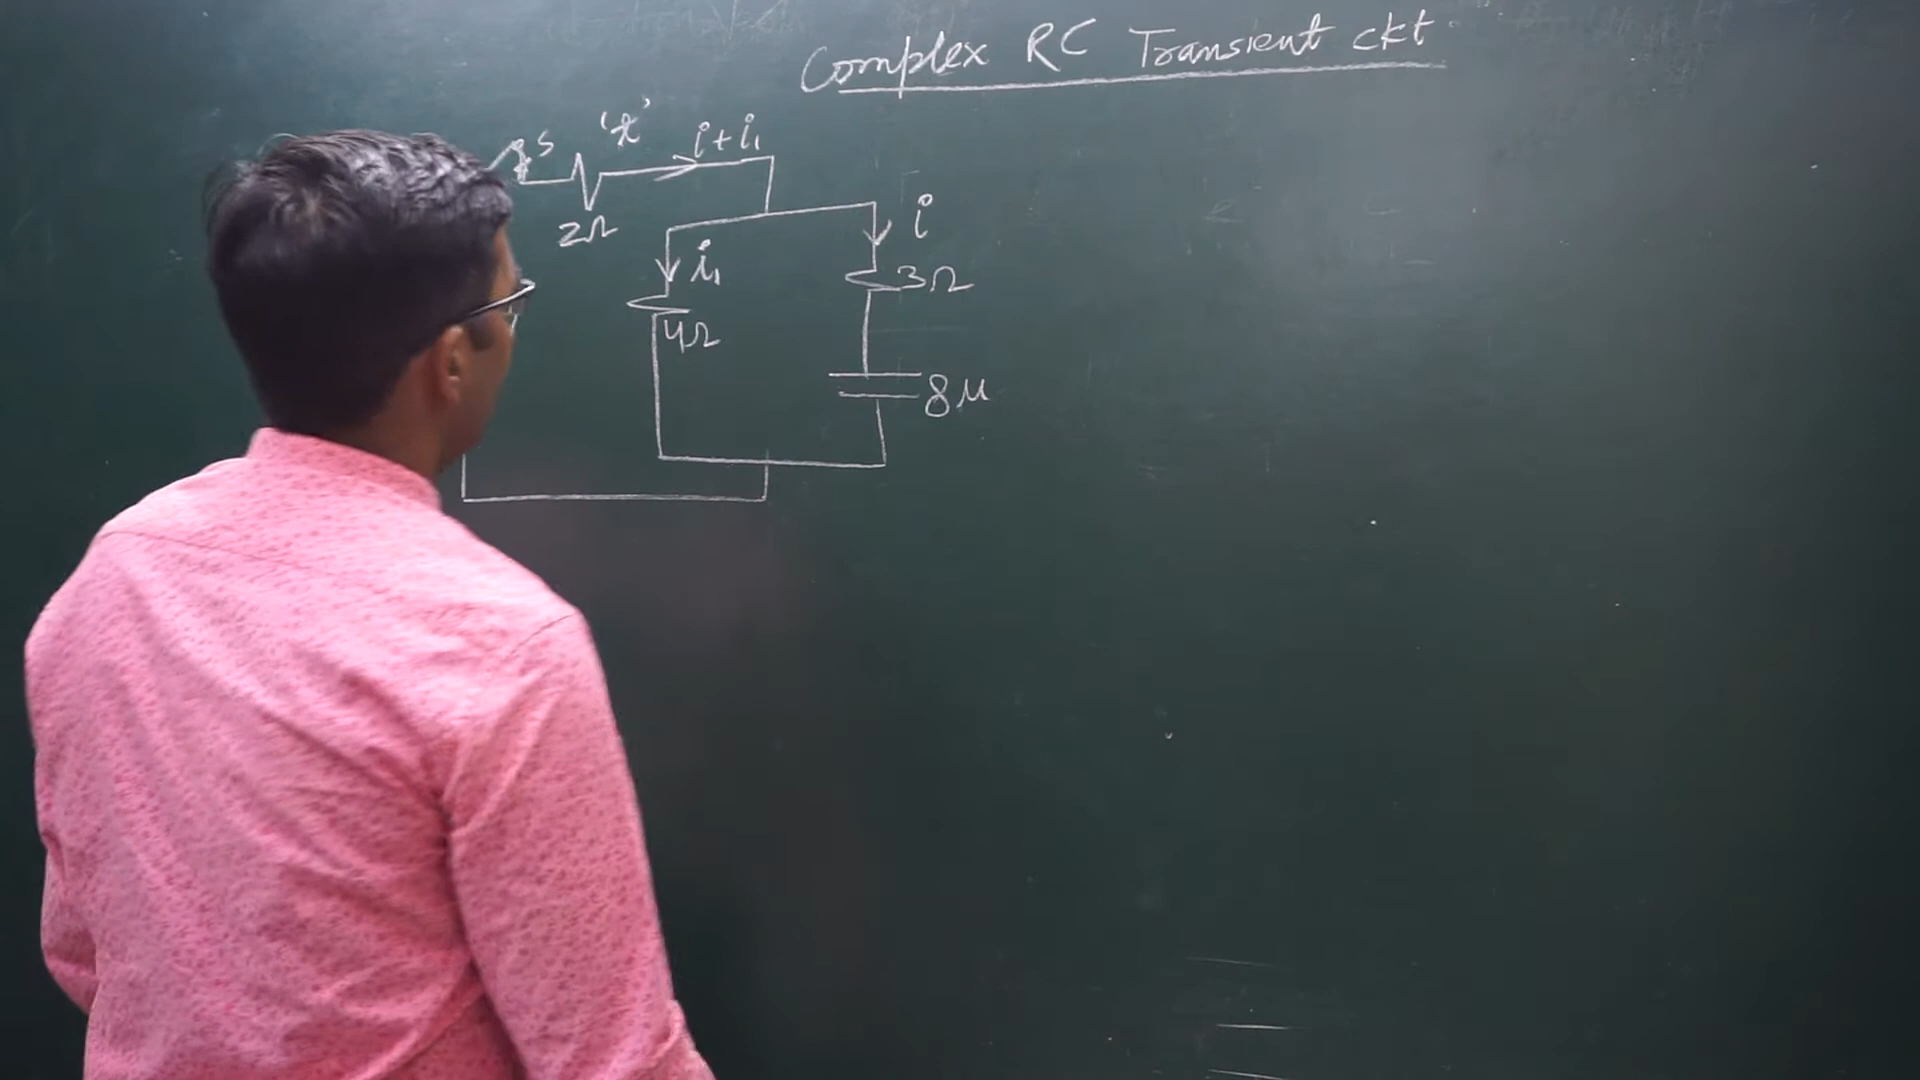 Complex RC Transient ckt
s 't' i+i₁
2Ω
i
i₁
3Ω
4Ω
8μ